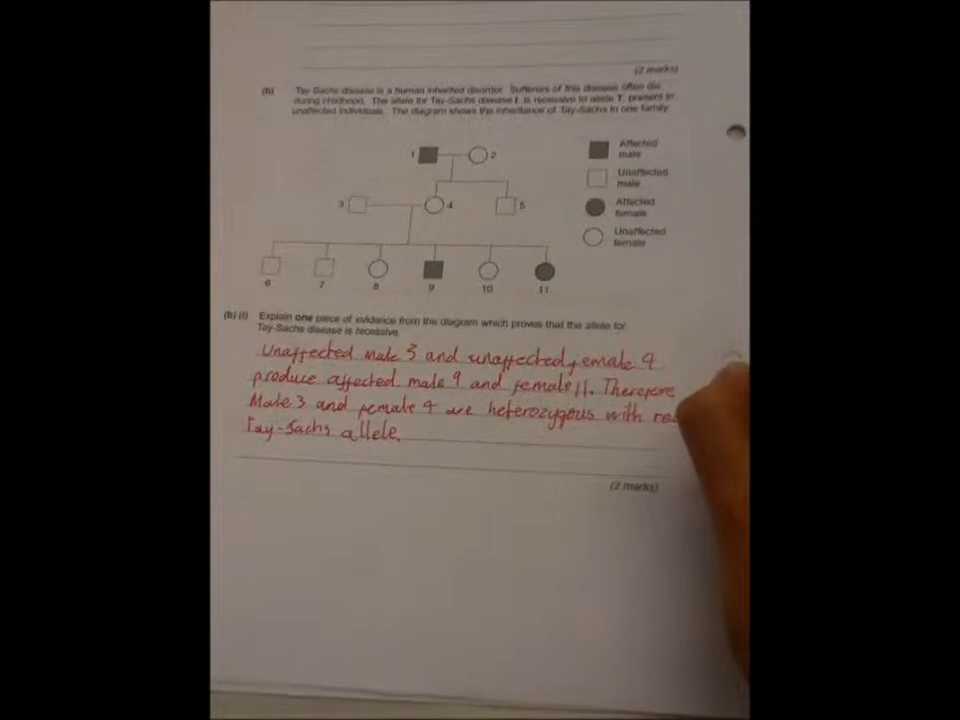 (2 marks)
(b) Tay-Sachs disease is a human inherited disorder. Sufferers of this disease often die
during childhood. The allele for Tay-Sachs disease t, is recessive to allele T, present in
unaffected individuals. The diagram shows the inheritance of Tay-Sachs in one family.
1
2
Affected
male
Unaffected
male
3
4
5
Affected
female
Unaffected
female
6
7
8
9
10
11
(b) (i) Explain one piece of evidence from the diagram which proves that the allele for
Tay-Sachs disease is recessive.
Unaffected male 3 and unaffected female 4
produce affected male 9 and female 11. Therefore
Male 3 and female 4 are heterozygous with
Tay-Sachs allele.
(2 marks)